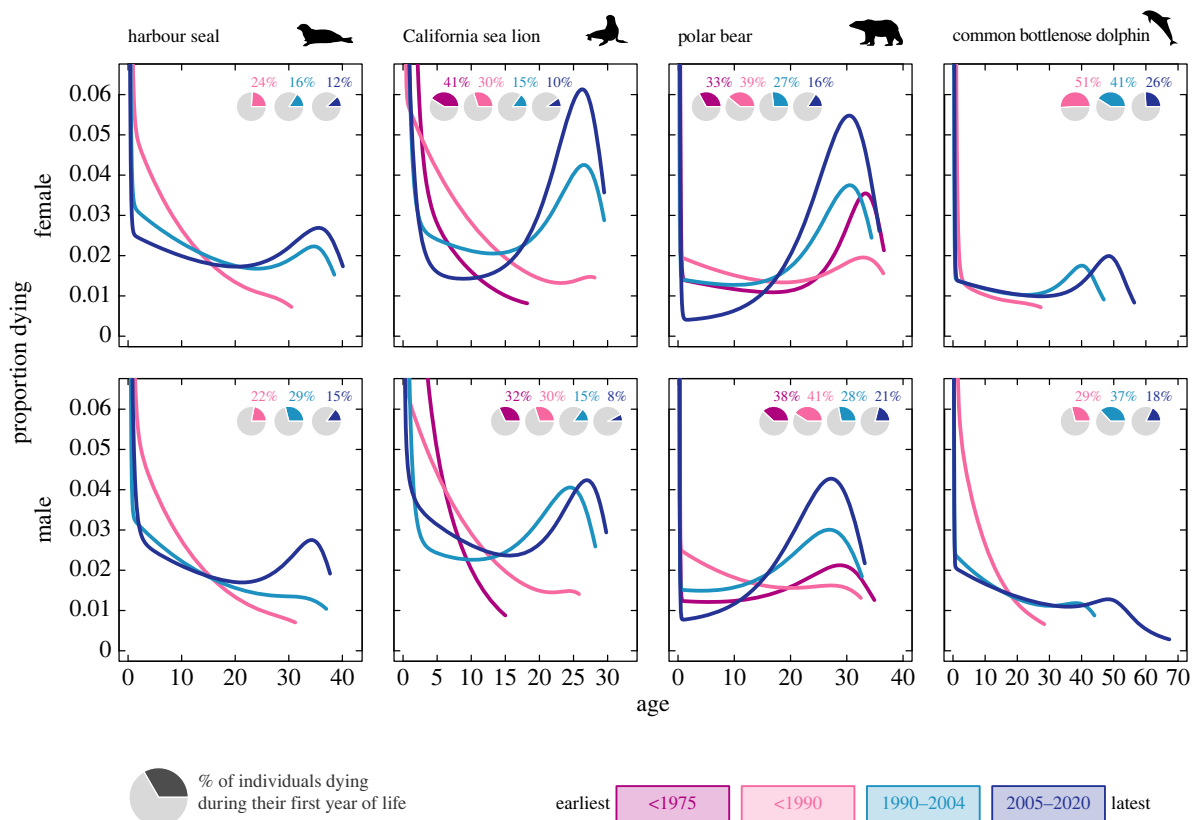 harbour seal
California sea lion
polar bear
common bottlenose dolphin
24% 16% 12%
41% 30% 15% 10%
33% 39% 27% 16%
51% 41% 26%
0.06
0.05
0.04
0.03
0.02
0.01
0
female
proportion dying
22% 29% 15%
32% 30% 15% 8%
38% 41% 28% 21%
29% 37% 18%
0.06
0.05
0.04
0.03
0.02
0.01
0
male
0 10 20 30 40
0 5 10 15 20 25 30
0 10 20 30 40
0 10 20 30 40 50 60 70
age
% of individuals dying
during their first year of life
earliest <1975 <1990 1990–2004 2005–2020 latest